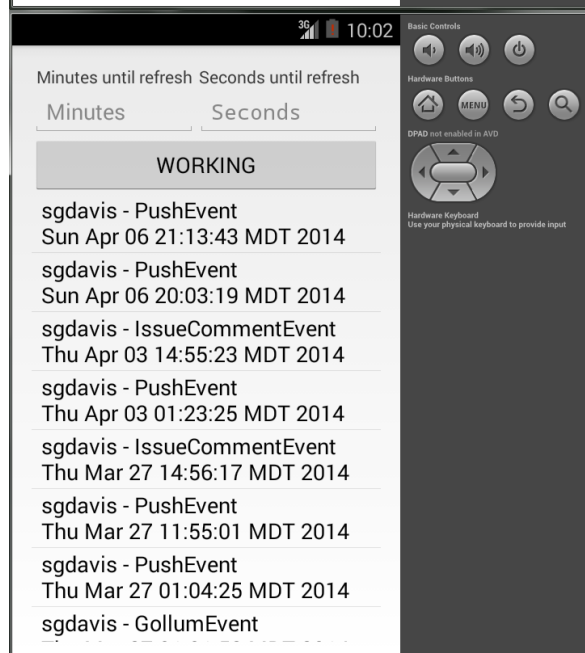 3G 10:02
Minutes until refresh Seconds until refresh
Minutes Seconds
WORKING
sgdavis - PushEvent
Sun Apr 06 21:13:43 MDT 2014
sgdavis - PushEvent
Sun Apr 06 20:03:19 MDT 2014
sgdavis - IssueCommentEvent
Thu Apr 03 14:55:23 MDT 2014
sgdavis - PushEvent
Thu Apr 03 01:23:25 MDT 2014
sgdavis - IssueCommentEvent
Thu Mar 27 14:56:17 MDT 2014
sgdavis - PushEvent
Thu Mar 27 11:55:01 MDT 2014
sgdavis - PushEvent
Thu Mar 27 01:04:25 MDT 2014
sgdavis - GollumEvent
Basic Controls
Hardware Buttons
MENU
DPAD not enabled in AVD
Hardware Keyboard
Use your physical keyboard to provide input